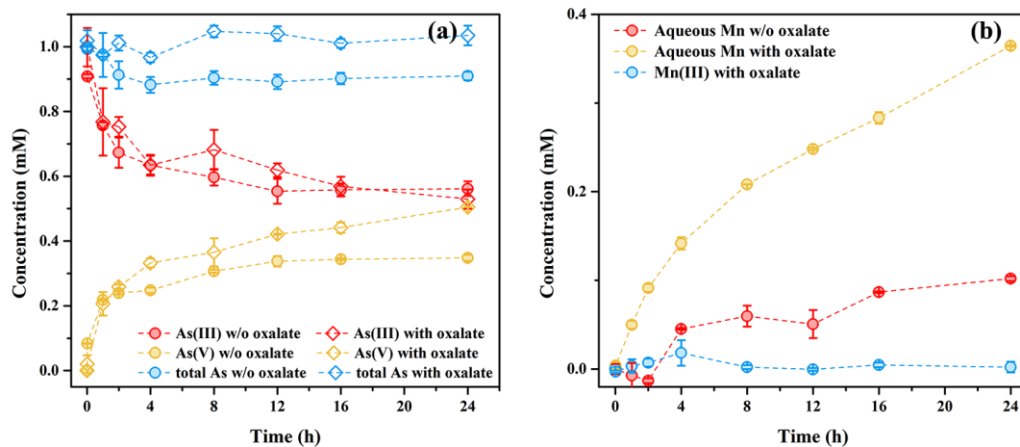 (a)
1.0
0.8
0.6
0.4
0.2
0.0
Concentration (mM)
As(III) w/o oxalate
As(III) with oxalate
As(V) w/o oxalate
As(V) with oxalate
total As w/o oxalate
total As with oxalate
0 4 8 12 16 20 24
Time (h)
(b)
0.4
0.2
0.0
Concentration (mM)
Aqueous Mn w/o oxalate
Aqueous Mn with oxalate
Mn(III) with oxalate
0 4 8 12 16 20 24
Time (h)